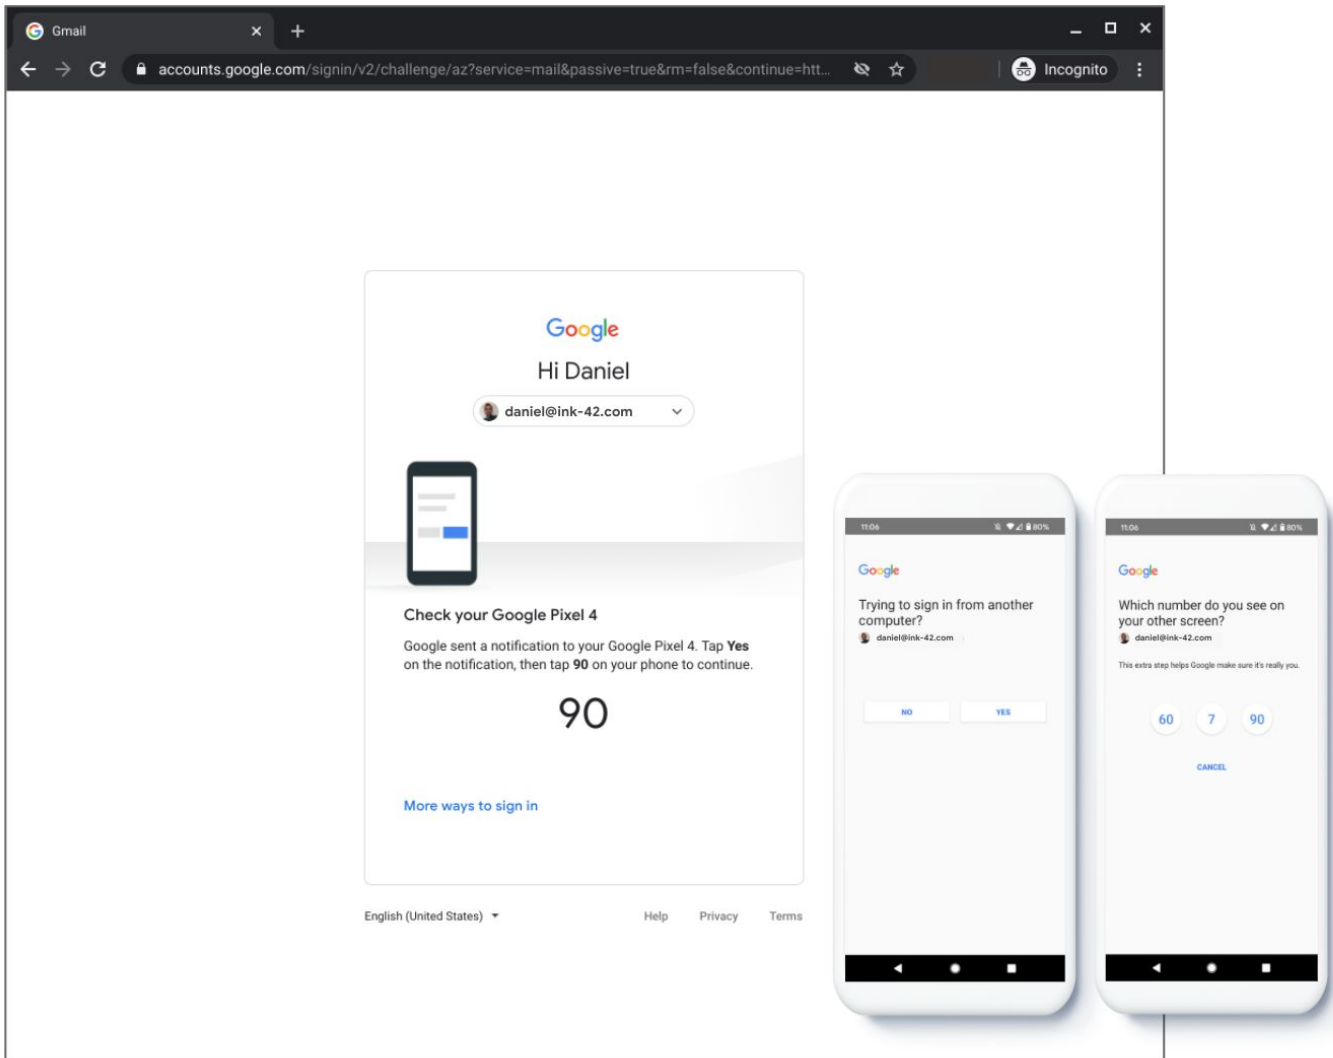 Gmail
accounts.google.com/signin/v2/challenge/az?service=mail&passive=true&rm=false&continue=htt...
Incognito
Google
Hi Daniel
daniel@ink-42.com
Check your Google Pixel 4
Google sent a notification to your Google Pixel 4. Tap Yes
on the notification, then tap 90 on your phone to continue.
90
More ways to sign in
English (United States)
Help Privacy Terms
11:06 80%
Google
Trying to sign in from another
computer?
daniel@ink-42.com
NO YES
11:06 80%
Google
Which number do you see on
your other screen?
daniel@ink-42.com
This extra step helps Google make sure it's really you.
60 7 90
CANCEL